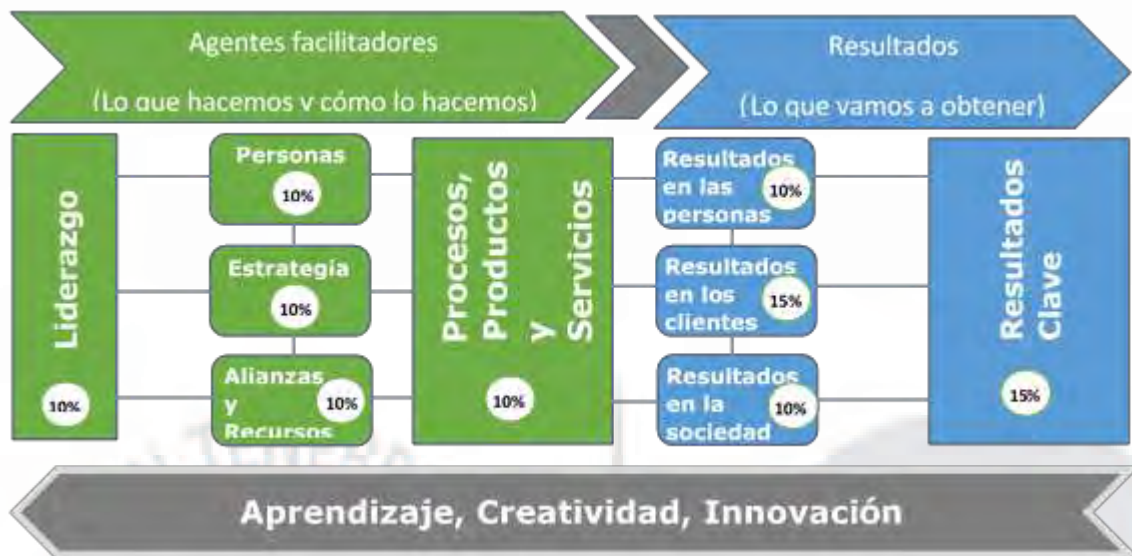 Agentes facilitadores
(Lo que hacemos y cómo lo hacemos)
Resultados
(Lo que vamos a obtener)
Liderazgo
10%
Personas
10%
Estrategia
10%
Alianzas
y
Recursos
10%
Procesos,
Productos
y
Servicios
10%
Resultados
en las
personas
10%
Resultados
en los
clientes
15%
Resultados
en la
sociedad
10%
Resultados
Clave
15%
Aprendizaje, Creatividad, Innovación